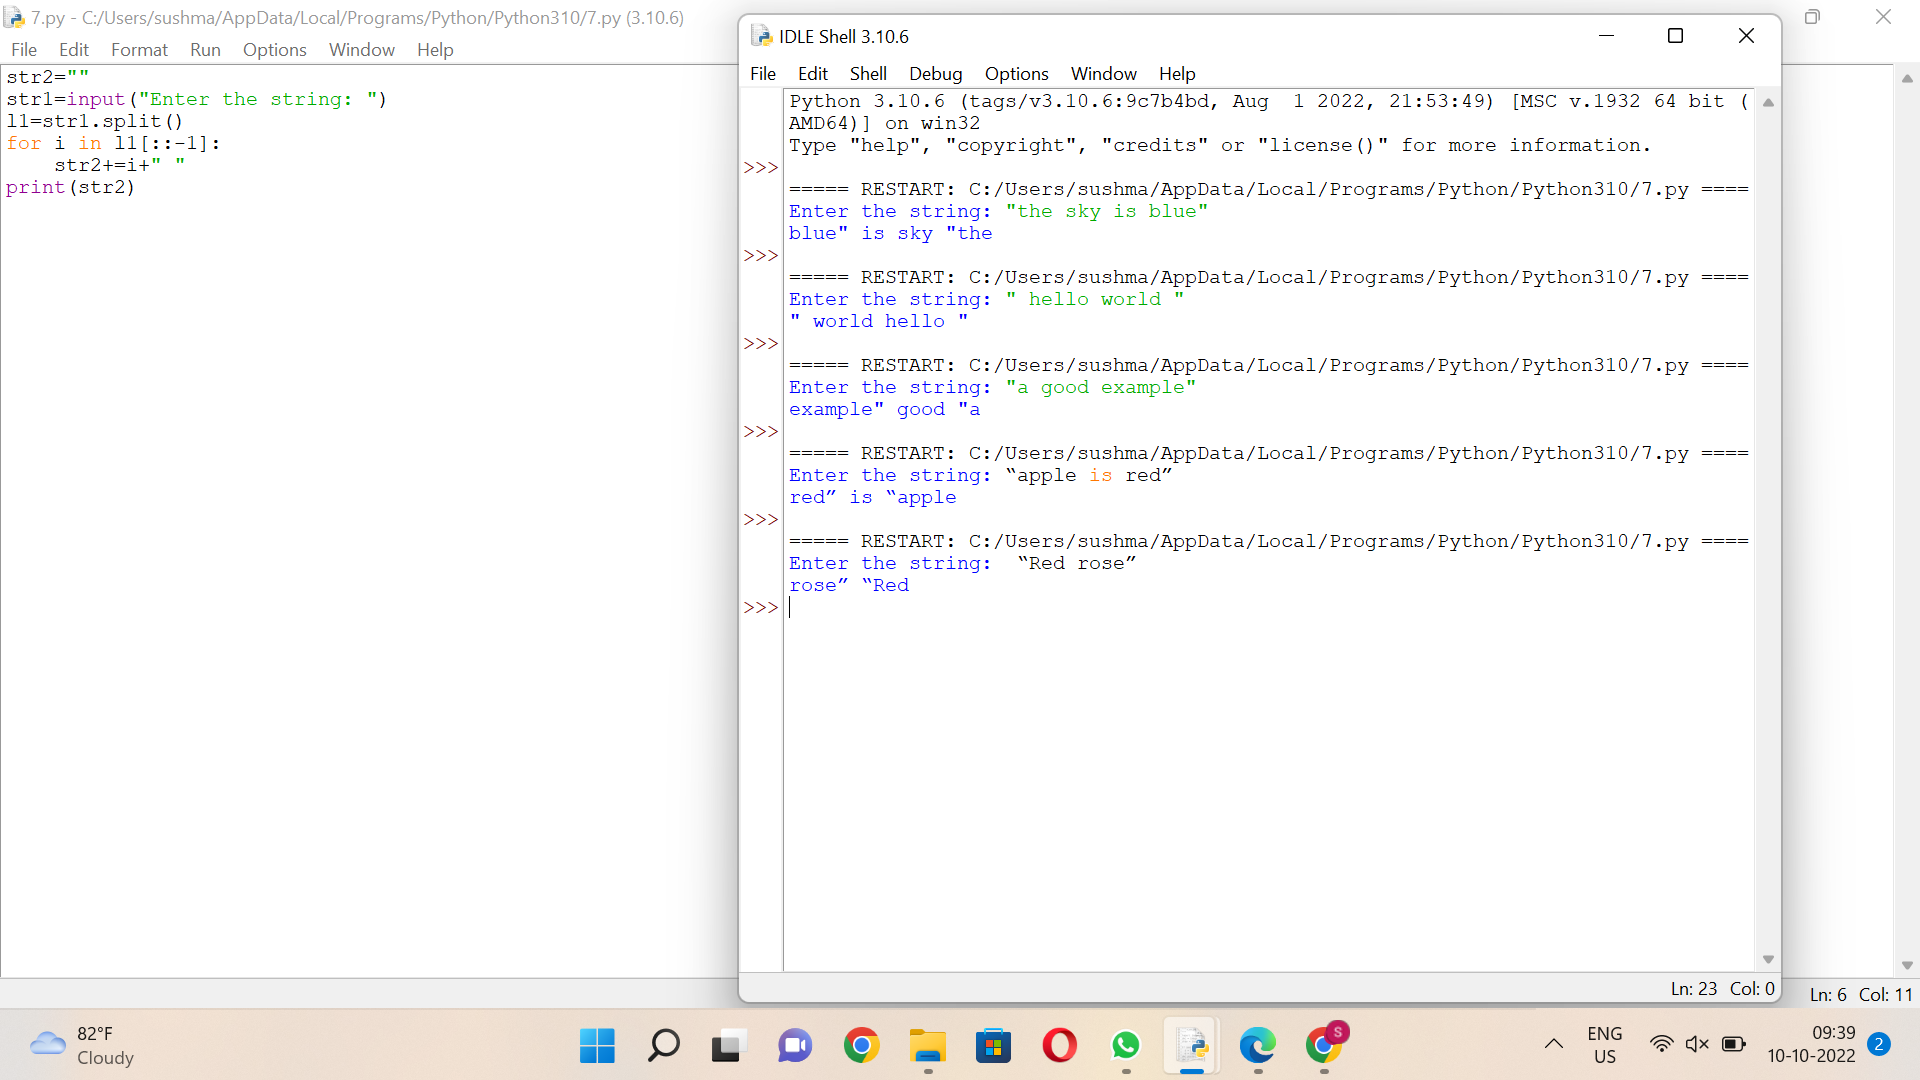 7.py - C:/Users/sushma/AppData/Local/Programs/Python/Python310/7.py (3.10.6)
File Edit Format Run Options Window Help
str2=""
str1=input("Enter the string: ")
l1=str1.split()
for i in l1[::-1]:
    str2+=i+" "
print(str2)
Ln: 6 Col: 11
IDLE Shell 3.10.6
File Edit Shell Debug Options Window Help
Python 3.10.6 (tags/v3.10.6:9c7b4bd, Aug  1 2022, 21:53:49) [MSC v.1932 64 bit (
AMD64)] on win32
Type "help", "copyright", "credits" or "license()" for more information.
>>>
===== RESTART: C:/Users/sushma/AppData/Local/Programs/Python/Python310/7.py ====
Enter the string: "the sky is blue"
blue" is sky "the
>>>
===== RESTART: C:/Users/sushma/AppData/Local/Programs/Python/Python310/7.py ====
Enter the string: " hello world "
" world hello "
>>>
===== RESTART: C:/Users/sushma/AppData/Local/Programs/Python/Python310/7.py ====
Enter the string: "a good example"
example" good "a
>>>
===== RESTART: C:/Users/sushma/AppData/Local/Programs/Python/Python310/7.py ====
Enter the string: “apple is red”
red” is “apple
>>>
===== RESTART: C:/Users/sushma/AppData/Local/Programs/Python/Python310/7.py ====
Enter the string:  “Red rose”
rose” “Red
>>>
Ln: 23 Col: 0
82°F
Cloudy
S
ENG
US
09:39
10-10-2022
2